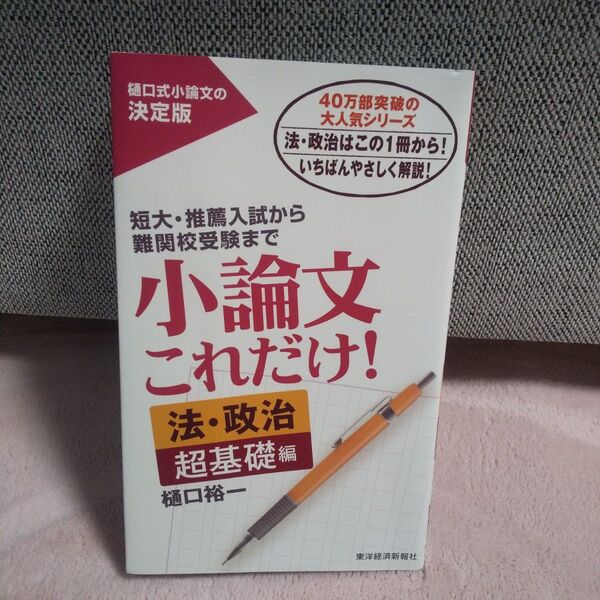 樋口式小論文の
決定版
40万部突破の
大人気シリーズ
法・政治はこの1冊から!
いちばんやさしく解説!
短大・推薦入試から
難関校受験まで
小論文
これだけ!
法・政治
超基礎編
樋口裕一
東洋経済新報社